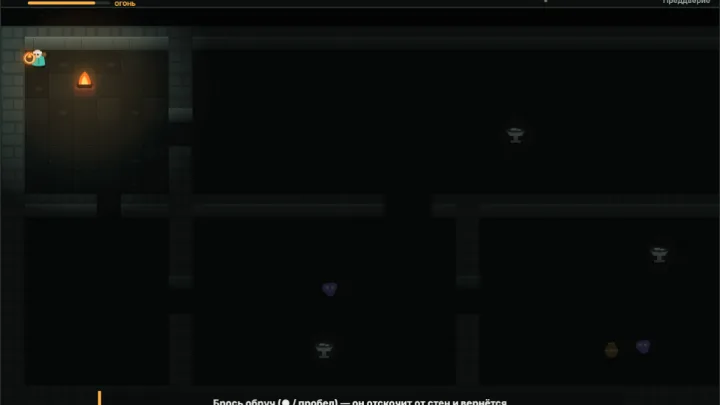 огонь
Преддверие
Брось обруч (● / пробел) — он отскочит от стен и вернётся